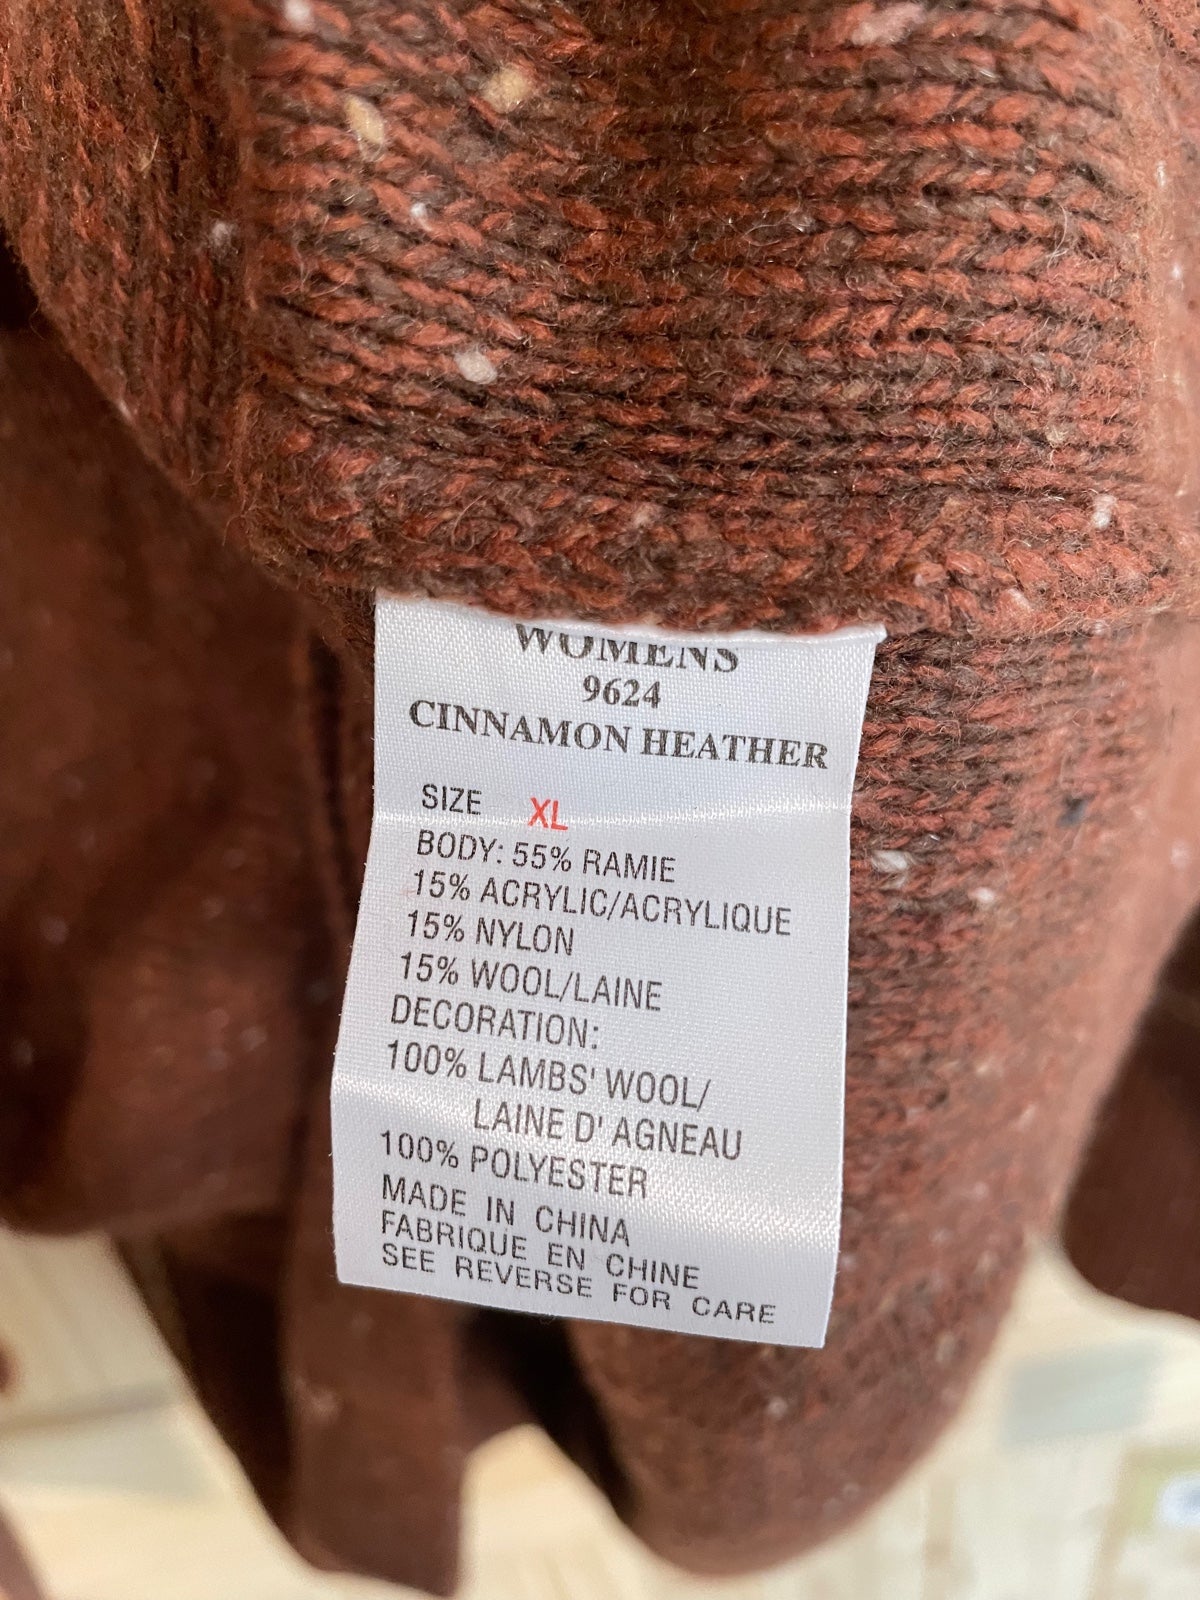 WOMENS
9624
CINNAMON HEATHER
SIZE XL
BODY: 55% RAMIE
15% ACRYLIC/ACRYLIQUE
15% NYLON
15% WOOL/LAINE
DECORATION:
100% LAMBS' WOOL/
LAINE D' AGNEAU
100% POLYESTER
MADE IN CHINA
FABRIQUE EN CHINE
SEE REVERSE FOR CARE